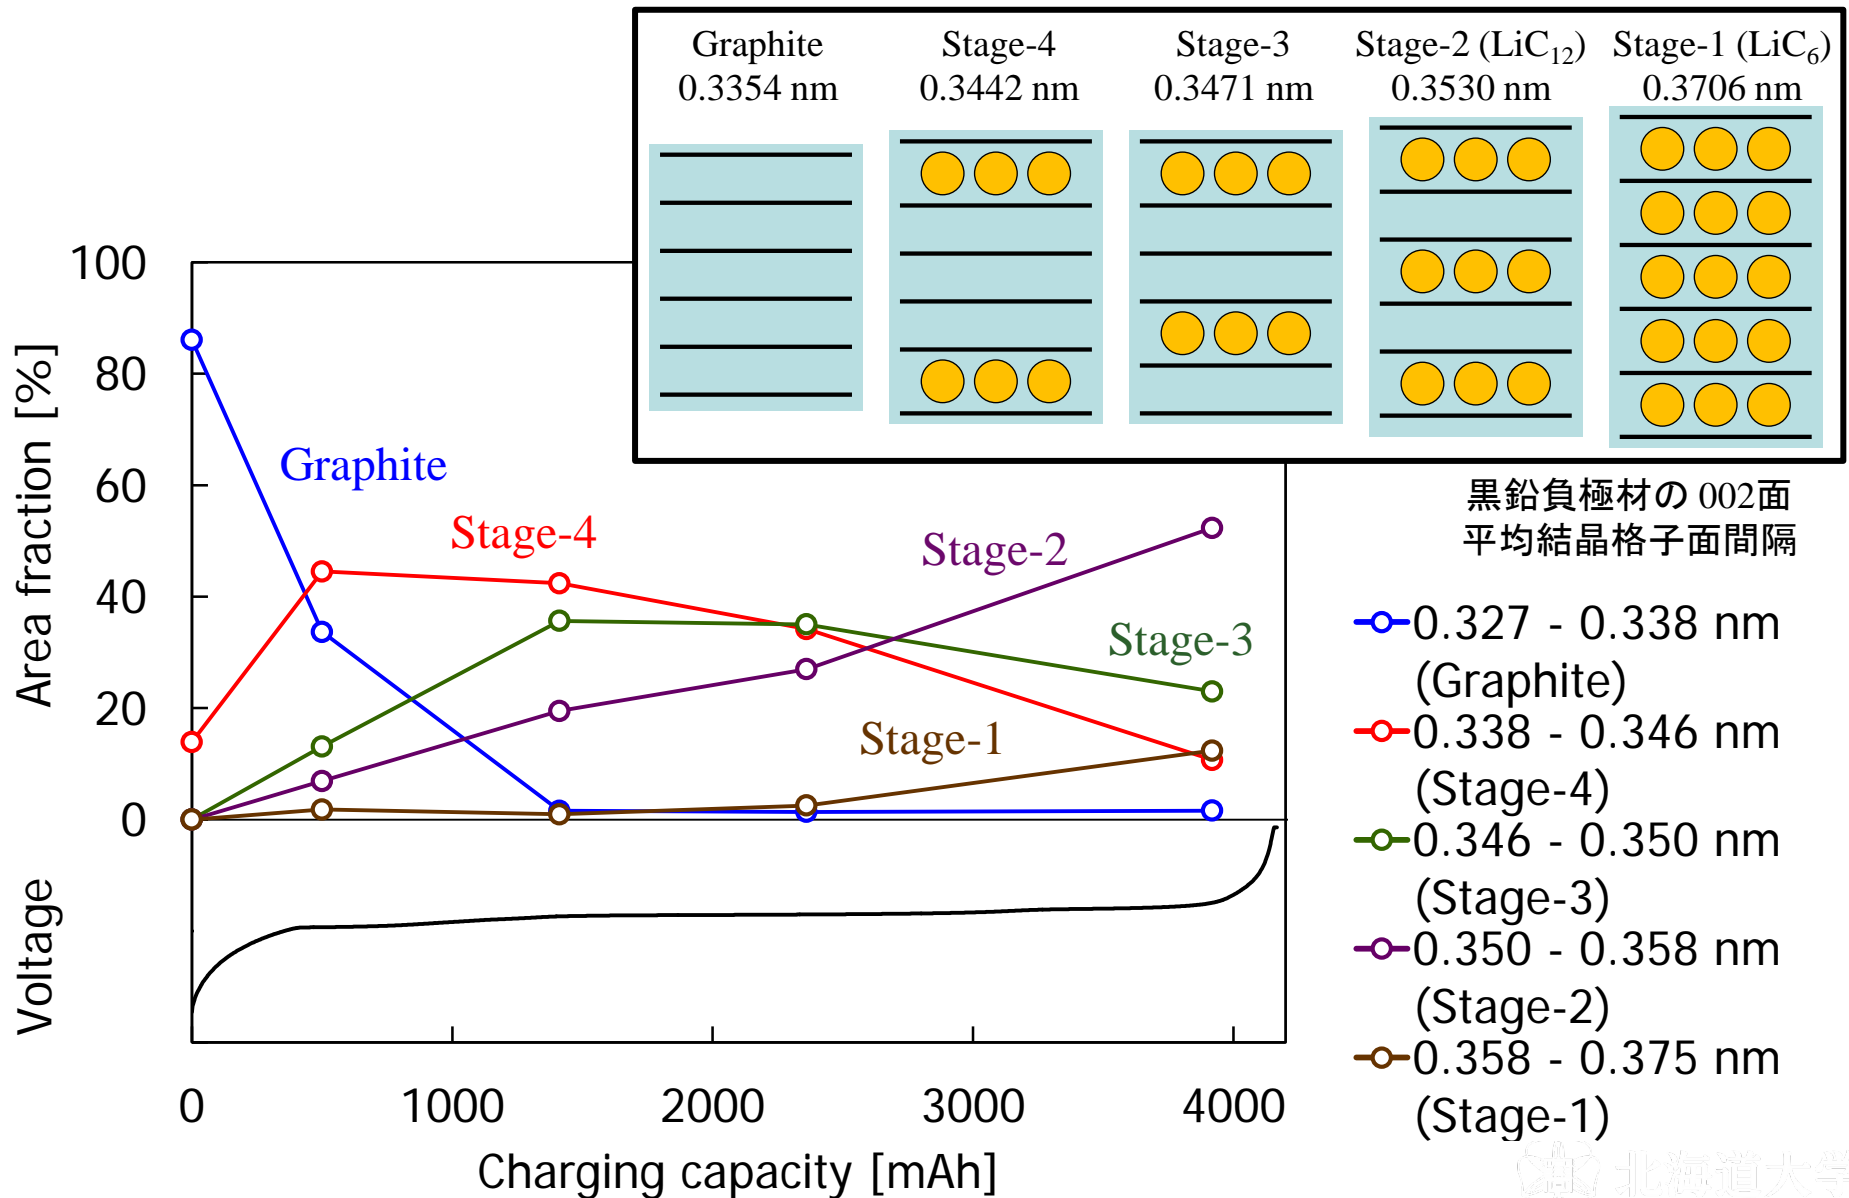 Graphite
0.3354 nm
Stage-4
0.3442 nm
Stage-3
0.3471 nm
Stage-2 (LiC₁₂)
0.3530 nm
Stage-1 (LiC₆)
0.3706 nm
黒鉛負極材の 002面
平均結晶格子面間隔
100
80
60
40
20
0
Area fraction [%]
Graphite
Stage-4
Stage-2
Stage-3
Stage-1
Voltage
0
1000
2000
3000
4000
Charging capacity [mAh]
0.327 - 0.338 nm
(Graphite)
0.338 - 0.346 nm
(Stage-4)
0.346 - 0.350 nm
(Stage-3)
0.350 - 0.358 nm
(Stage-2)
0.358 - 0.375 nm
(Stage-1)
北海道大学